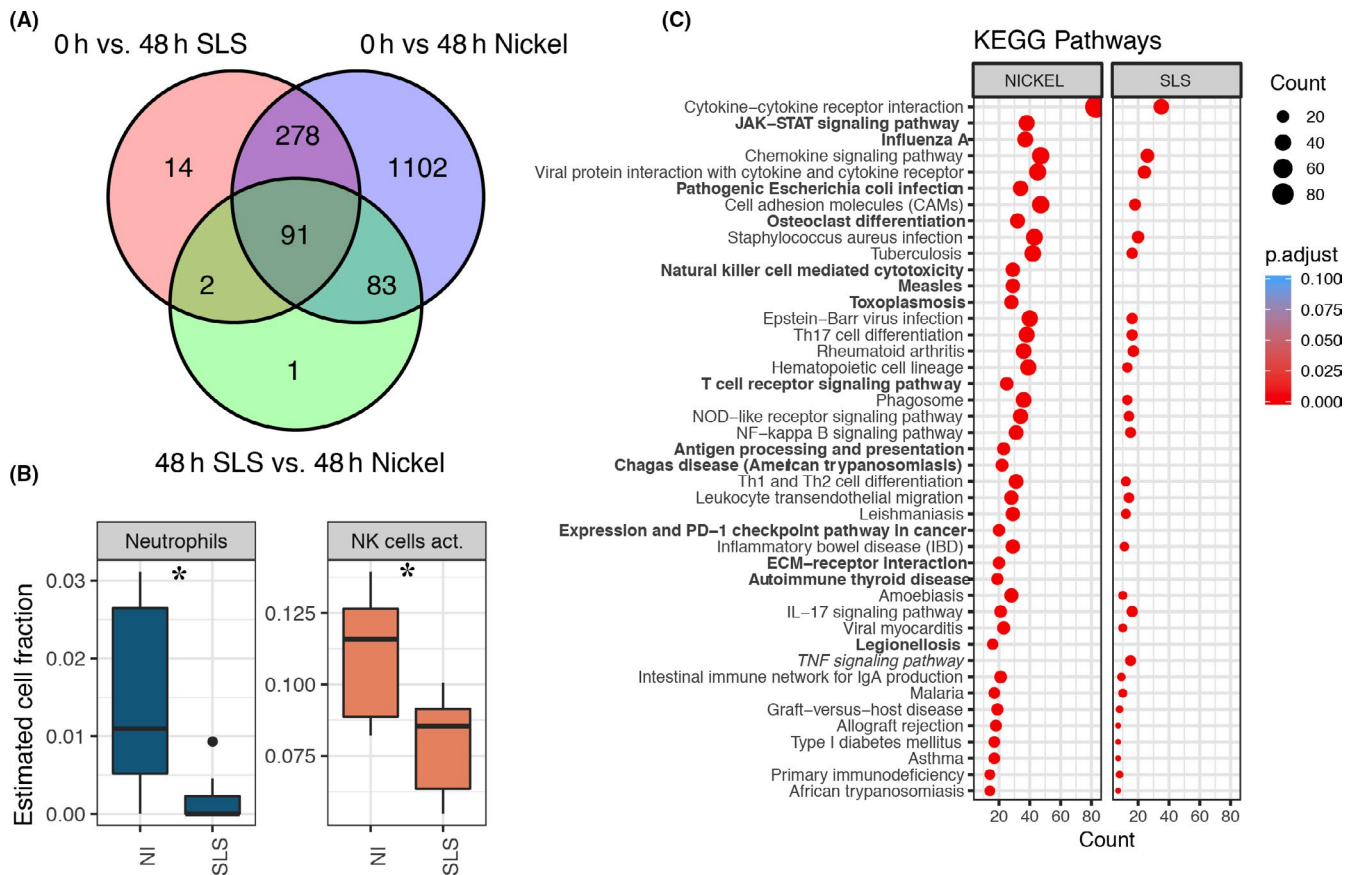 (A)
0 h vs. 48 h SLS
0 h vs 48 h Nickel
14
278
1102
91
2
83
1
48 h SLS vs. 48 h Nickel
(B)
Neutrophils
NK cells act.
*
*
Estimated cell fraction
0.03
0.02
0.01
0.00
0.125
0.100
0.075
NI
SLS
NI
SLS
(C)
KEGG Pathways
NICKEL
SLS
Cytokine−cytokine receptor interaction
JAK−STAT signaling pathway
Influenza A
Chemokine signaling pathway
Viral protein interaction with cytokine and cytokine receptor
Pathogenic Escherichia coli infection
Cell adhesion molecules (CAMs)
Osteoclast differentiation
Staphylococcus aureus infection
Tuberculosis
Natural killer cell mediated cytotoxicity
Measles
Toxoplasmosis
Epstein−Barr virus infection
Th17 cell differentiation
Rheumatoid arthritis
Hematopoietic cell lineage
T cell receptor signaling pathway
Phagosome
NOD−like receptor signaling pathway
NF−kappa B signaling pathway
Antigen processing and presentation
Chagas disease (American trypanosomiasis)
Th1 and Th2 cell differentiation
Leukocyte transendothelial migration
Leishmaniasis
Expression and PD−1 checkpoint pathway in cancer
Inflammatory bowel disease (IBD)
ECM−receptor interaction
Autoimmune thyroid disease
Amoebiasis
IL−17 signaling pathway
Viral myocarditis
Legionellosis
TNF signaling pathway
Intestinal immune network for IgA production
Malaria
Graft−versus−host disease
Allograft rejection
Type I diabetes mellitus
Asthma
Primary immunodeficiency
African trypanosomiasis
20 40 60 80
20 40 60 80
Count
Count
20
40
60
80
p.adjust
0.100
0.075
0.050
0.025
0.000